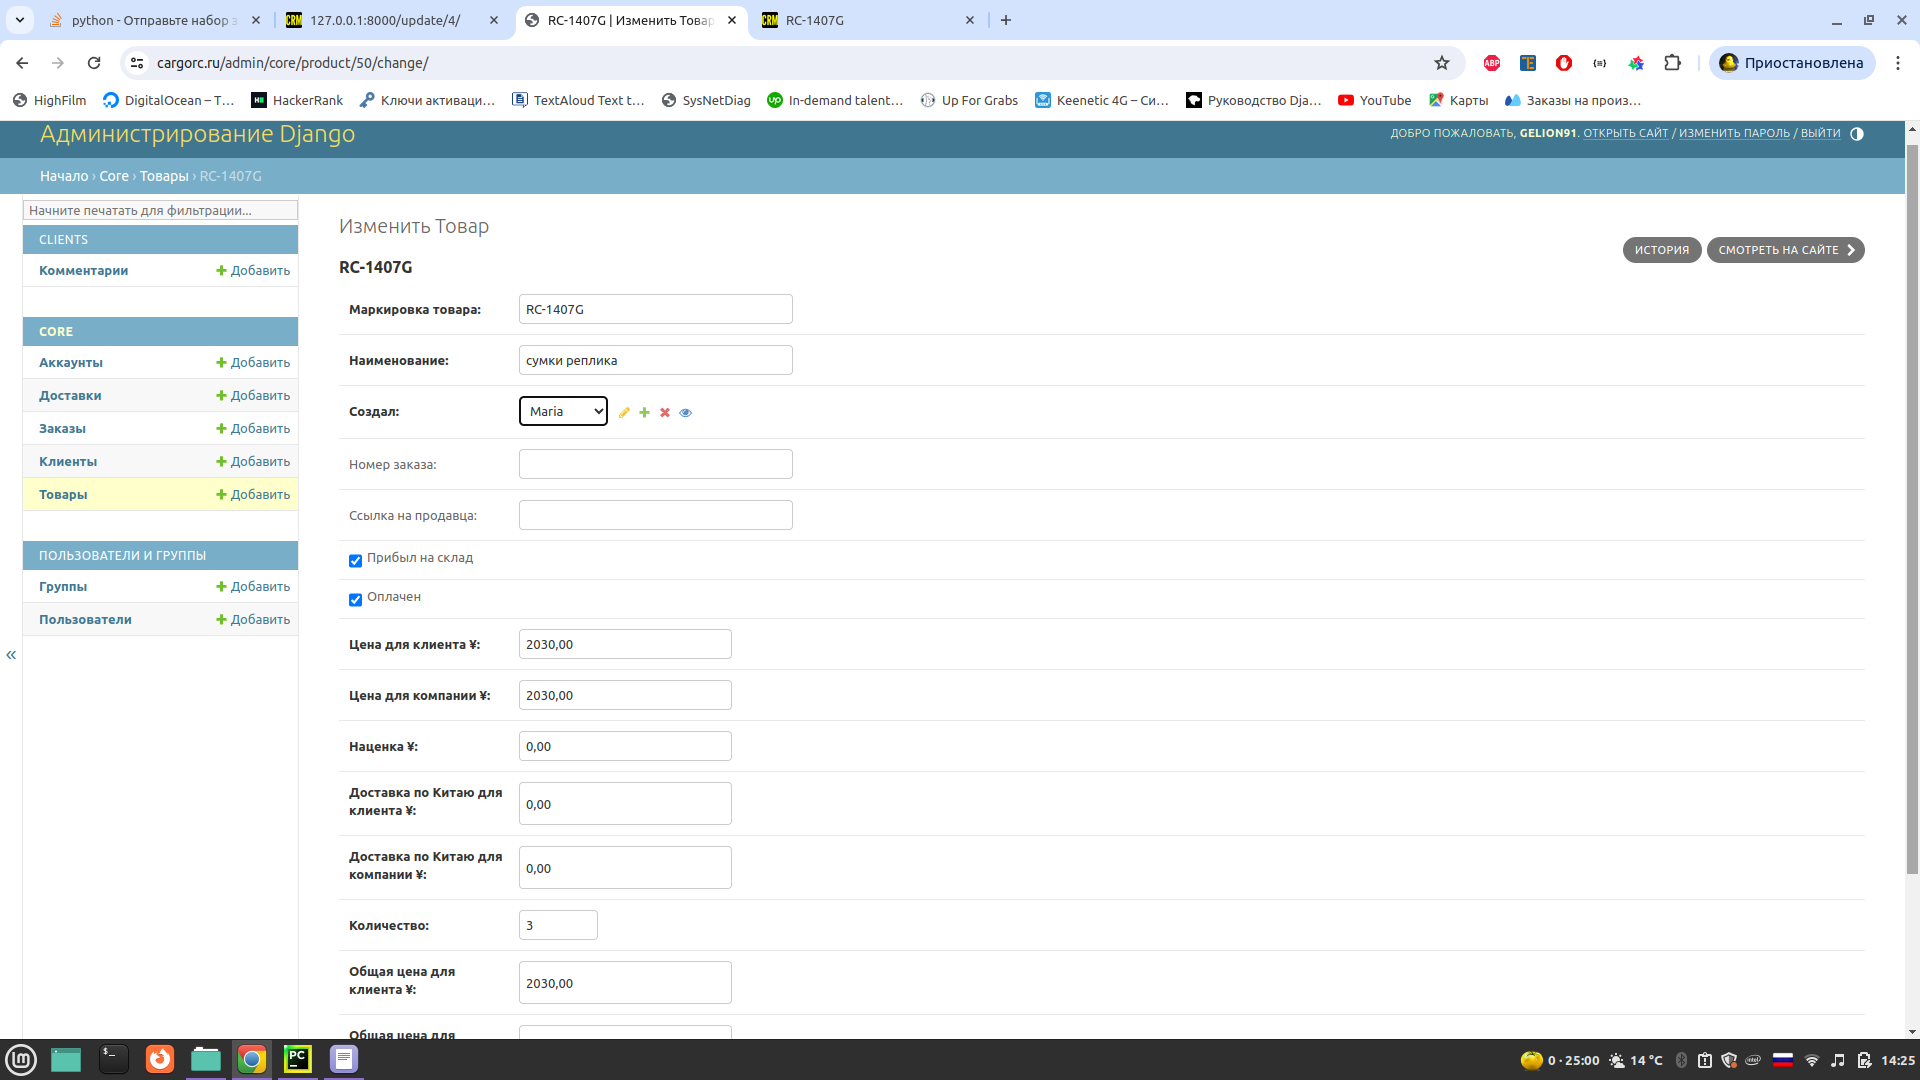 python - Отправьте набор з
127.0.0.1:8000/update/4/
RC-1407G | Изменить Товар
RC-1407G
cargorc.ru/admin/core/product/50/change/
ABP
Приостановлена
HighFilm
DigitalOcean – Т…
HackerRank
Ключи активаци…
TextAloud Text t…
SysNetDiag
In-demand talent…
Up For Grabs
Keenetic 4G – Си…
Руководство Dja…
YouTube
Карты
Заказы на произ…
Администрирование Django
ДОБРО ПОЖАЛОВАТЬ, GELION91. ОТКРЫТЬ САЙТ / ИЗМЕНИТЬ ПАРОЛЬ / ВЫЙТИ
Начало › Core › Товары › RC-1407G
Начните печатать для фильтрации...
CLIENTS
Комментарии
Добавить
CORE
Аккаунты
Добавить
Доставки
Добавить
Заказы
Добавить
Клиенты
Добавить
Товары
Добавить
ПОЛЬЗОВАТЕЛИ И ГРУППЫ
Группы
Добавить
Пользователи
Добавить
«
Изменить Товар
ИСТОРИЯ
СМОТРЕТЬ НА САЙТЕ
RC-1407G
Маркировка товара:
RC-1407G
Наименование:
сумки реплика
Создал:
Maria
Номер заказа:
Ссылка на продавца:
Прибыл на склад
Оплачен
Цена для клиента ¥:
2030,00
Цена для компании ¥:
2030,00
Наценка ¥:
0,00
Доставка по Китаю для
клиента ¥:
0,00
Доставка по Китаю для
компании ¥:
0,00
Количество:
3
Общая цена для
клиента ¥:
2030,00
Общая цена для
PC
0 · 25:00
14 °C
14:25